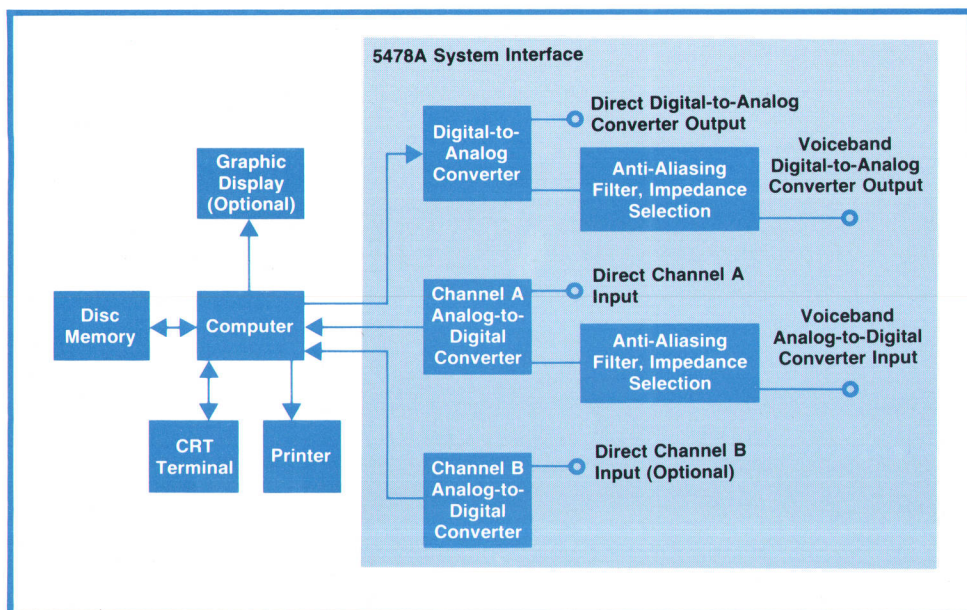 5478A System Interface
Direct Digital-to-Analog
Converter Output
Digital-to-
Analog
Converter
Voiceband
Digital-to-Analog
Converter Output
Anti-Aliasing
Filter, Impedance
Selection
Graphic
Display
(Optional)
Direct Channel A
Input
Channel A
Analog-to-
Digital
Converter
Disc
Memory
Computer
Voiceband
Analog-to-Digital
Converter Input
Anti-Aliasing
Filter, Impedance
Selection
CRT
Terminal
Printer
Direct Channel B
Input (Optional)
Channel B
Analog-to-
Digital
Converter